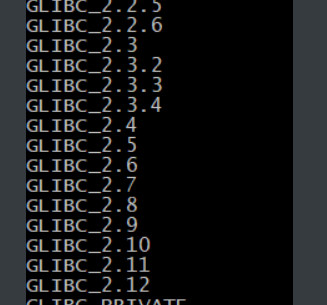 GLIBC_2.2.5
GLIBC_2.2.6
GLIBC_2.3
GLIBC_2.3.2
GLIBC_2.3.3
GLIBC_2.3.4
GLIBC_2.4
GLIBC_2.5
GLIBC_2.6
GLIBC_2.7
GLIBC_2.8
GLIBC_2.9
GLIBC_2.10
GLIBC_2.11
GLIBC_2.12
GLIBC_PRIVATE